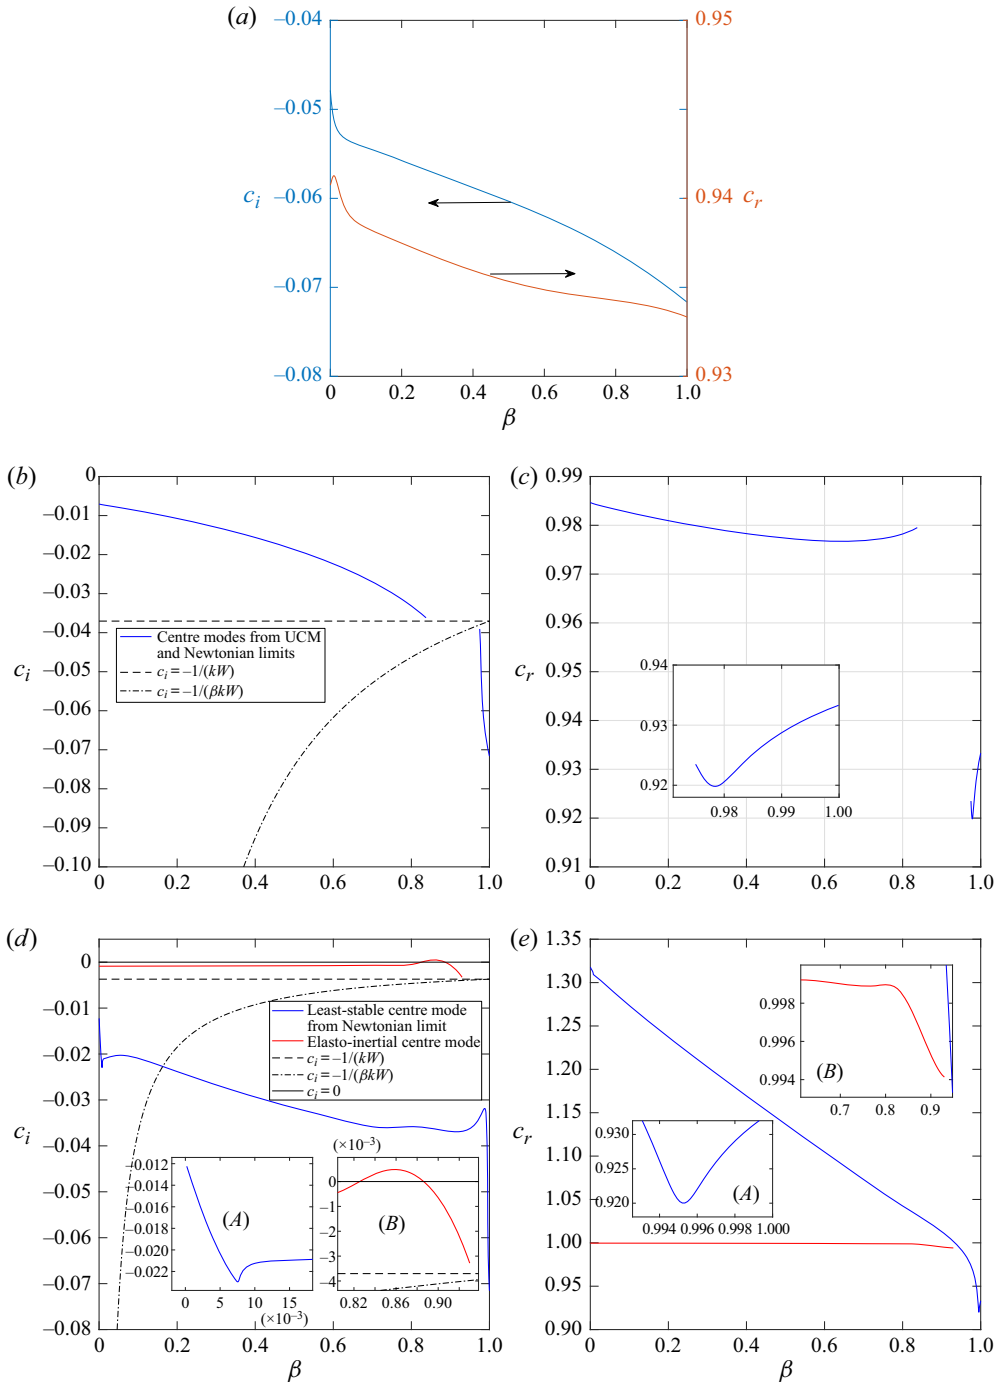 (a)
−0.04
−0.05
−0.06
−0.07
−0.08
c_i
0.95
0.94
0.93
c_r
0 0.2 0.4 0.6 0.8 1.0
β
(b)
0
−0.01
−0.02
−0.03
−0.04
−0.05
−0.06
−0.07
−0.08
−0.09
−0.10
c_i
Centre modes from UCM
and Newtonian limits
c_i = −1/(kW)
c_i = −1/(βkW)
0 0.2 0.4 0.6 0.8 1.0
(c)
0.99
0.98
0.97
0.96
0.95
0.94
0.93
0.92
0.91
c_r
0.94
0.93
0.92
0.98 0.99 1.00
0 0.2 0.4 0.6 0.8 1.0
(d)
0
−0.005
−0.01
−0.02
−0.03
−0.04
−0.05
−0.06
−0.07
−0.08
c_i
Least-stable centre mode
from Newtonian limit
Elasto-inertial centre mode
c_i = −1/(kW)
c_i = −1/(βkW)
c_i = 0
−0.012
−0.014
−0.016
−0.018
−0.020
−0.022
(A)
0 5 10 15
(×10⁻³)
(×10⁻³)
0
−1
−2
−3
−4
(B)
0.82 0.86 0.90
0 0.2 0.4 0.6 0.8 1.0
β
(e)
1.35
1.30
1.25
1.20
1.15
1.10
1.05
1.00
0.95
0.90
c_r
0.998
0.996
0.994
(B)
0.7 0.8 0.9
0.930
0.925
0.920
(A)
0.994 0.996 0.998 1.000
0 0.2 0.4 0.6 0.8 1.0
β